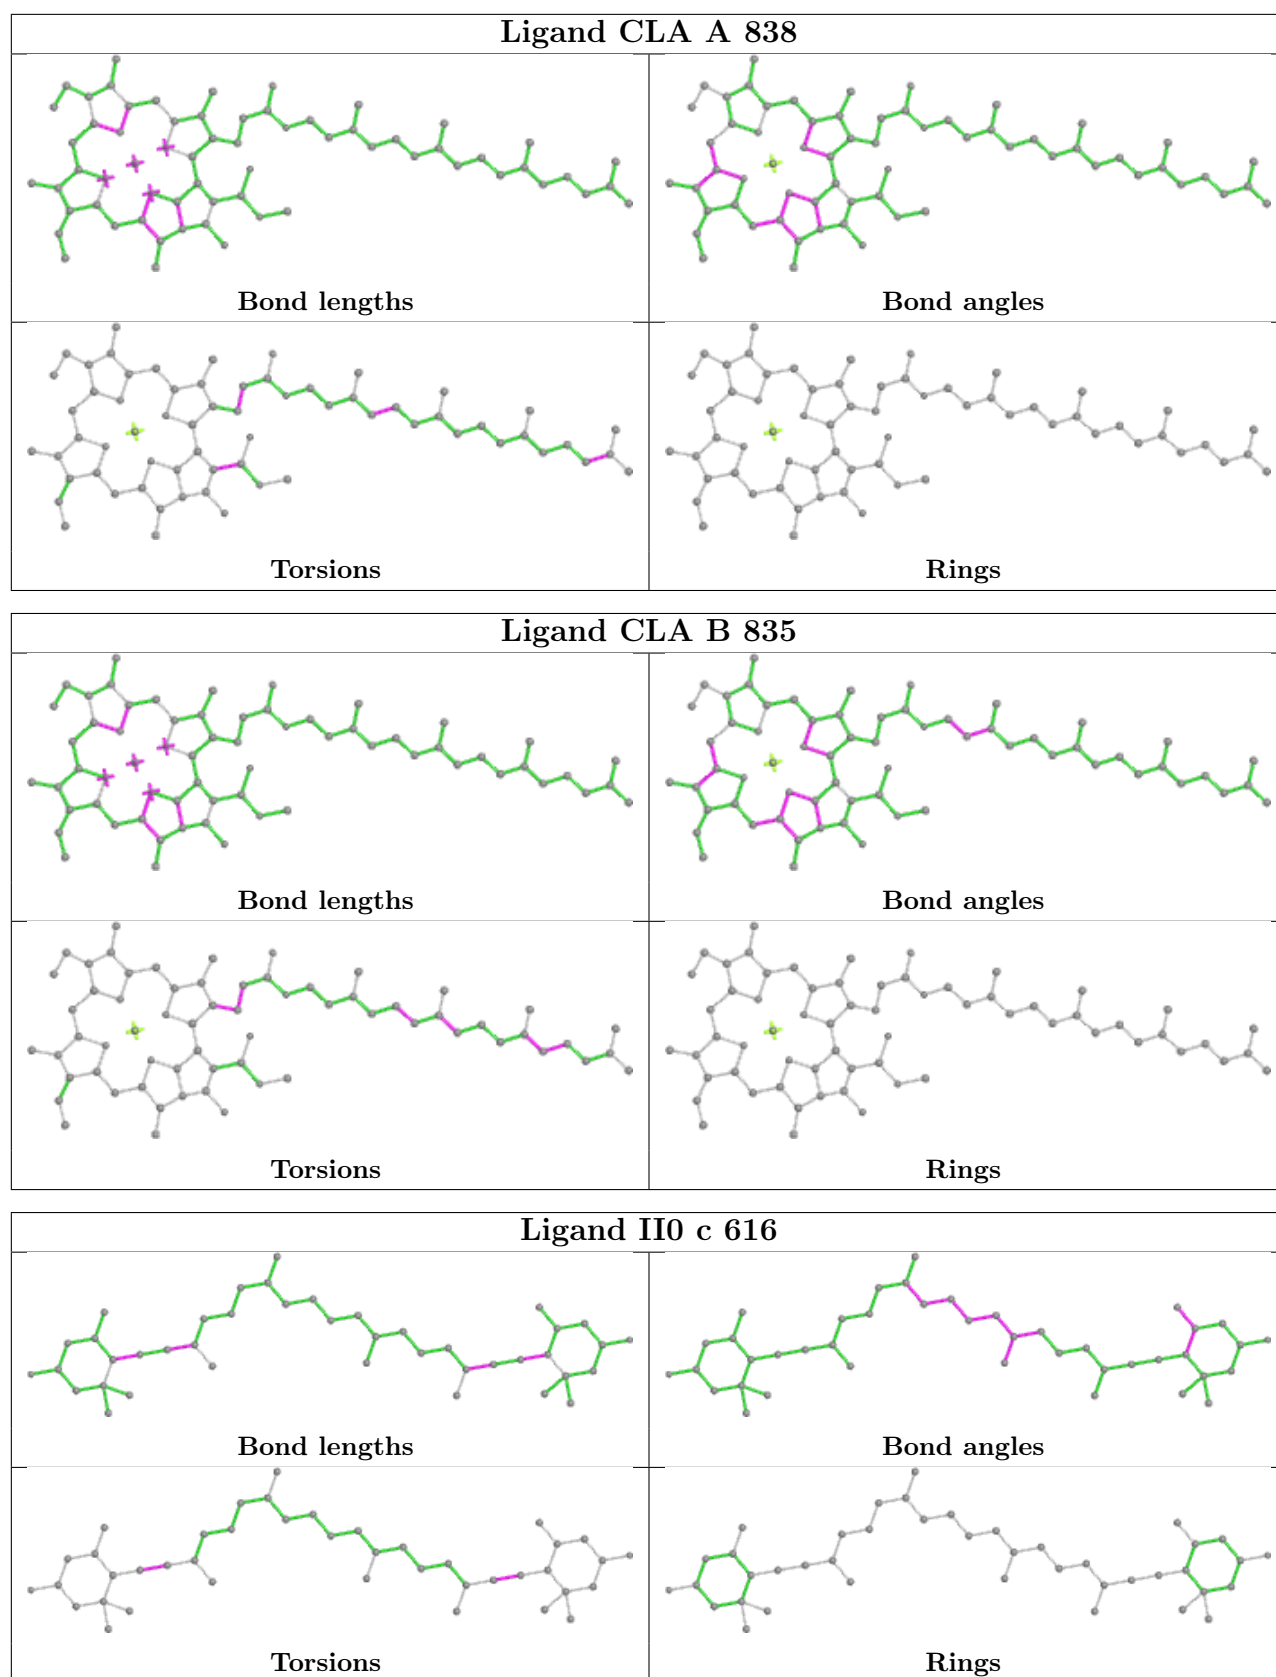 Ligand CLA A 838
Bond lengths
Bond angles
Torsions
Rings
Ligand CLA B 835
Bond lengths
Bond angles
Torsions
Rings
Ligand II0 c 616
Bond lengths
Bond angles
Torsions
Rings